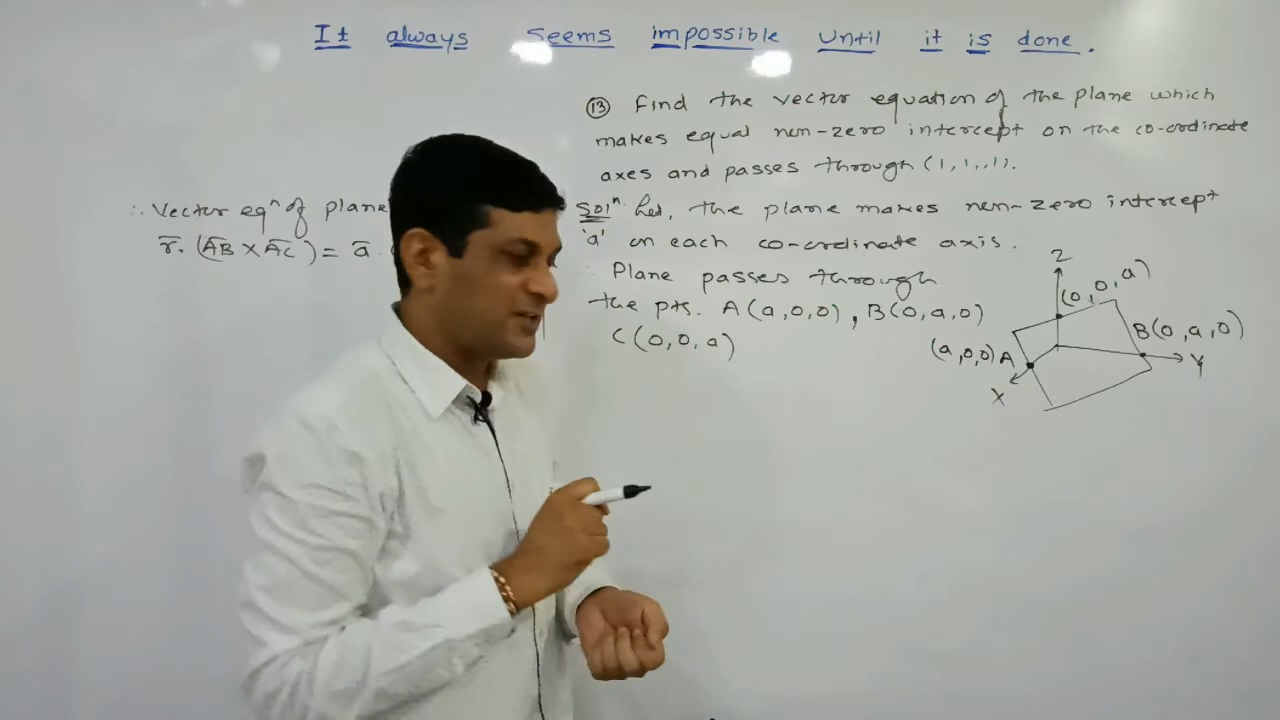 It always seems impossible until it is done.
⑬ Find the vector equation of the plane which
makes equal non-zero intercept on the co-ordinate
axes and passes through (1, 1, 1).
Solⁿ. Let, the plane makes non-zero intercept
'a' on each co-ordinate axis.
∴ Plane passes through
the pts. A(a,0,0), B(0,a,0)
C(0,0,a)
Z
(0,0,a)
B(0,a,0)
Y
(a,0,0) A
X
∴ Vector eqⁿ of plane
r̄. (A̅B̅ × A̅C̅) = ā.